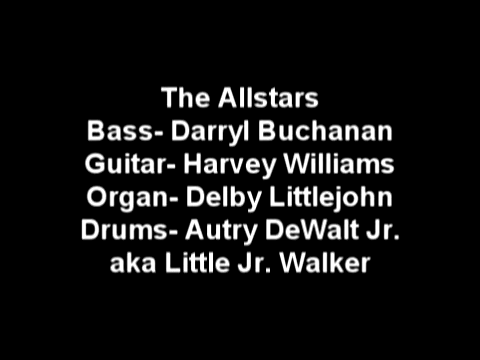 The Allstars
Bass- Darryl Buchanan
Guitar- Harvey Williams
Organ- Delby Littlejohn
Drums- Autry DeWalt Jr.
aka Little Jr. Walker